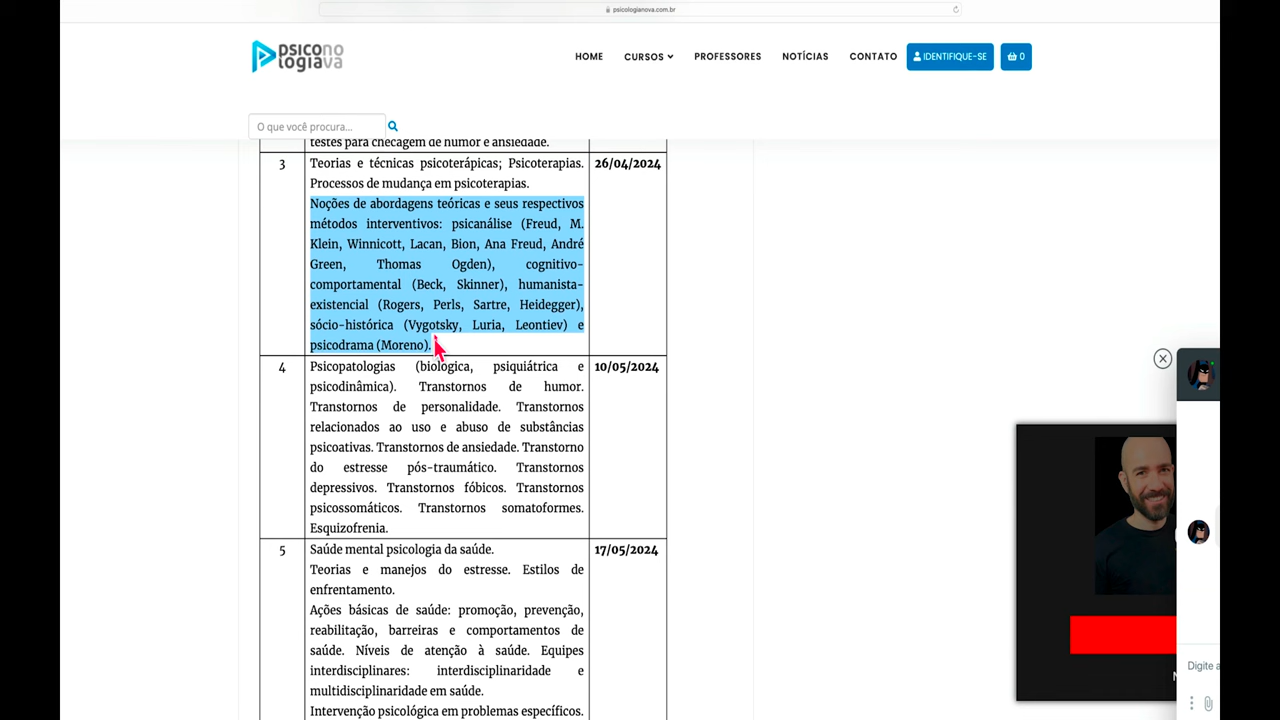 psicologianova.com.br
psicono
logiava
HOME
CURSOS
PROFESSORES
NOTÍCIAS
CONTATO
IDENTIFIQUE-SE
0
O que você procura...
testes para checagem de humor e ansiedade.
3
Teorias e técnicas psicoterápicas; Psicoterapias.
26/04/2024
Processos de mudança em psicoterapias.
Noções de abordagens teóricas e seus respectivos
métodos interventivos: psicanálise (Freud, M.
Klein, Winnicott, Lacan, Bion, Ana Freud, André
Green, Thomas Ogden), cognitivo-
comportamental (Beck, Skinner), humanista-
existencial (Rogers, Perls, Sartre, Heidegger),
sócio-histórica (Vygotsky, Luria, Leontiev) e
psicodrama (Moreno).
4
Psicopatologias (biológica, psiquiátrica e
10/05/2024
psicodinâmica). Transtornos de humor.
Transtornos de personalidade. Transtornos
relacionados ao uso e abuso de substâncias
psicoativas. Transtornos de ansiedade. Transtorno
do estresse pós-traumático. Transtornos
depressivos. Transtornos fóbicos. Transtornos
psicossomáticos. Transtornos somatoformes.
Esquizofrenia.
5
Saúde mental psicologia da saúde.
17/05/2024
Teorias e manejos do estresse. Estilos de
enfrentamento.
Ações básicas de saúde: promoção, prevenção,
reabilitação, barreiras e comportamentos de
saúde. Níveis de atenção à saúde. Equipes
interdisciplinares: interdisciplinaridade e
multidisciplinaridade em saúde.
Intervenção psicológica em problemas específicos.
Digite